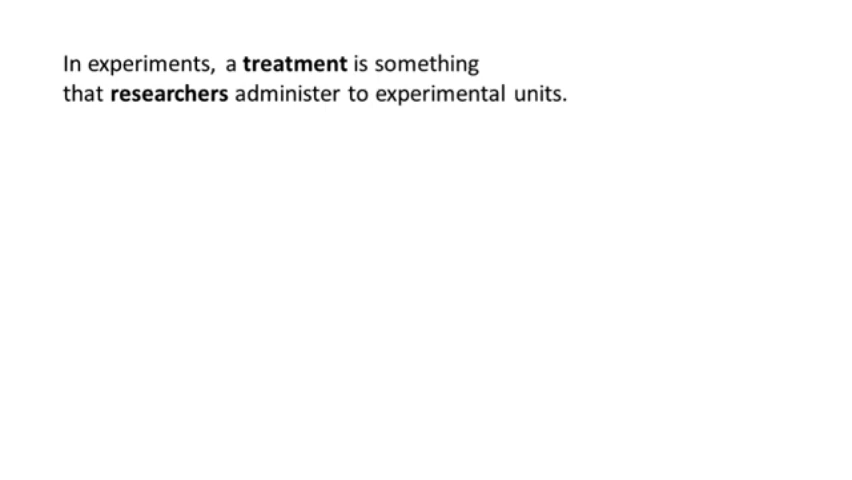 In experiments, a treatment is something
that researchers administer to experimental units.